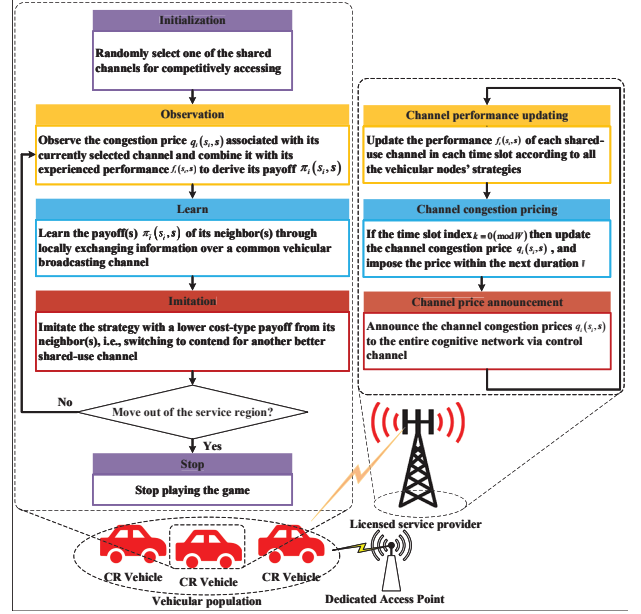 Initialization
Randomly select one of the shared
channels for competitively accessing
Observation
Observe the congestion price q_i(s_i,s) associated with its
currently selected channel and combine it with its
experienced performance f_i(s_i,s) to derive its payoff π_i(s_i,s)
Learn
Learn the payoff(s) π_j(s_j,s) of its neighbor(s) through
locally exchanging information over a common vehicular
broadcasting channel
Imitation
Imitate the strategy with a lower cost-type payoff from its
neighbor(s), i.e., switching to contend for another better
shared-use channel
No
Move out of the service region?
Yes
Stop
Stop playing the game
Channel performance updating
Update the performance f_i(s_i,s) of each shared-
use channel in each time slot according to all
the vehicular nodes' strategies
Channel congestion pricing
If the time slot index k=0(mod W) then update
the channel congestion price q_i(s_i,s) , and
impose the price within the next duration
Channel price announcement
Announce the channel congestion prices q_i(s_i,s)
to the entire cognitive network via control
channel
Licensed service provider
CR Vehicle
CR Vehicle
CR Vehicle
Vehicular population
Dedicated Access Point